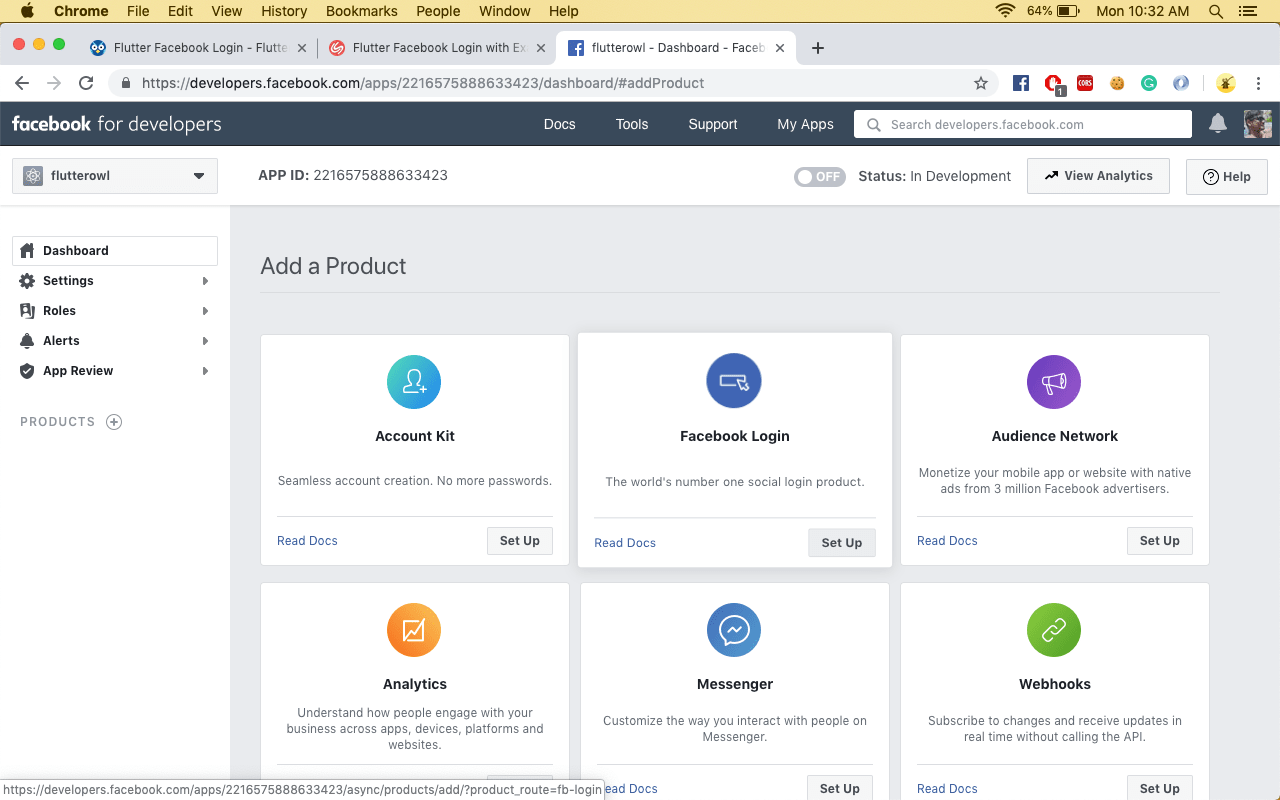 Chrome File Edit View History Bookmarks People Window Help 64% Mon 10:32 AM
Flutter Facebook Login - Flutte Flutter Facebook Login with Ex flutterowl - Dashboard - Faceb
https://developers.facebook.com/apps/2216575888633423/dashboard/#addProduct 1 CORS
facebook for developers Docs Tools Support My Apps Search developers.facebook.com
flutterowl APP ID: 2216575888633423 OFF Status: In Development View Analytics ? Help
Dashboard
Settings
Roles
Alerts
App Review
PRODUCTS
Add a Product
Account Kit
Seamless account creation. No more passwords.
Read Docs Set Up
Facebook Login
The world's number one social login product.
Read Docs Set Up
Audience Network
Monetize your mobile app or website with native
ads from 3 million Facebook advertisers.
Read Docs Set Up
Analytics
Understand how people engage with your
business across apps, devices, platforms and
websites.
Messenger
Customize the way you interact with people on
Messenger.
ead Docs Set Up
Webhooks
Subscribe to changes and receive updates in
real time without calling the API.
Read Docs Set Up
https://developers.facebook.com/apps/2216575888633423/async/products/add/?product_route=fb-login